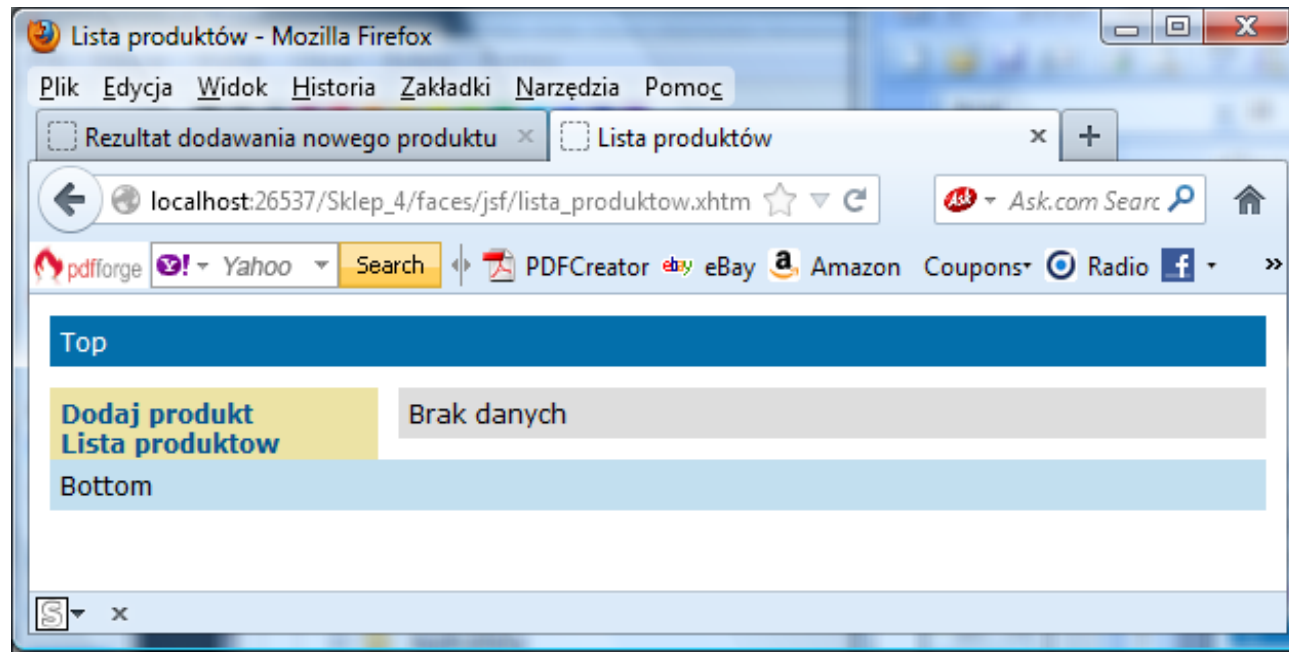 Lista produktów - Mozilla Firefox
Plik Edycja Widok Historia Zakładki Narzędzia Pomoc
Rezultat dodawania nowego produktu × Lista produktów × +
localhost:26537/Sklep_4/faces/jsf/lista_produktow.xhtm Ask.com Searc
pdfforge Yahoo Search PDFCreator eBay Amazon Coupons Radio »
Top
Dodaj produkt Brak danych
Lista produktow
Bottom
S ×